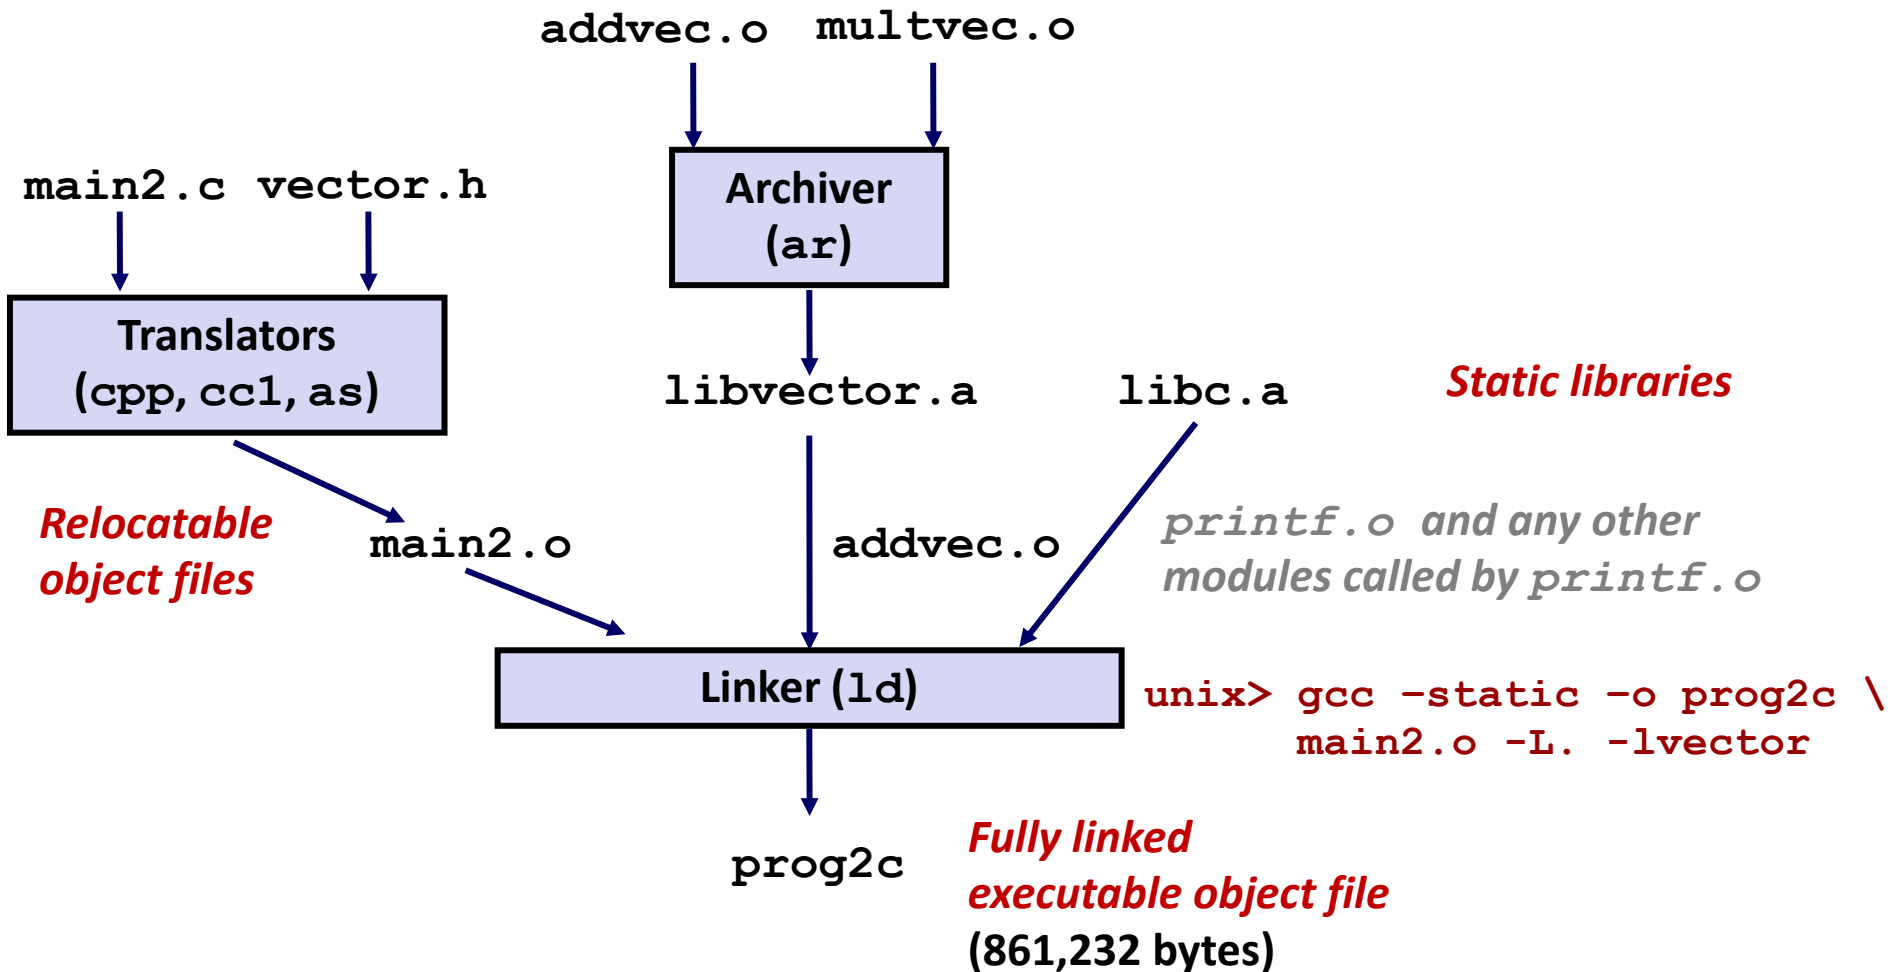 addvec.o multvec.o
main2.c vector.h
Archiver
(ar)
Translators
(cpp, cc1, as)
libvector.a
libc.a
Static libraries
Relocatable
object files
main2.o
addvec.o
printf.o and any other
modules called by printf.o
Linker (ld)
unix> gcc –static –o prog2c \
main2.o -L. -lvector
prog2c
Fully linked
executable object file
(861,232 bytes)